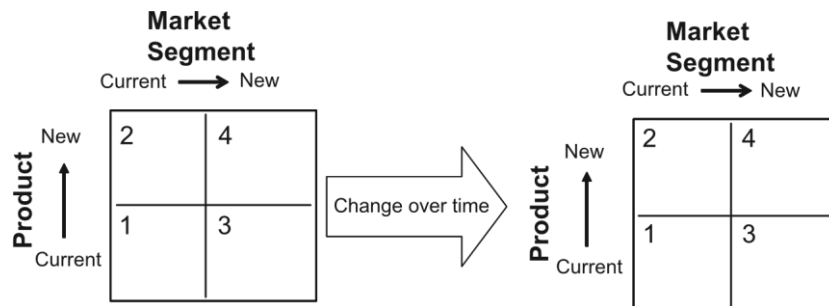 Market
Segment
Current New
New
Product
Current
2 4
1 3
Change over time
Market
Segment
Current New
New
Product
Current
2 4
1 3